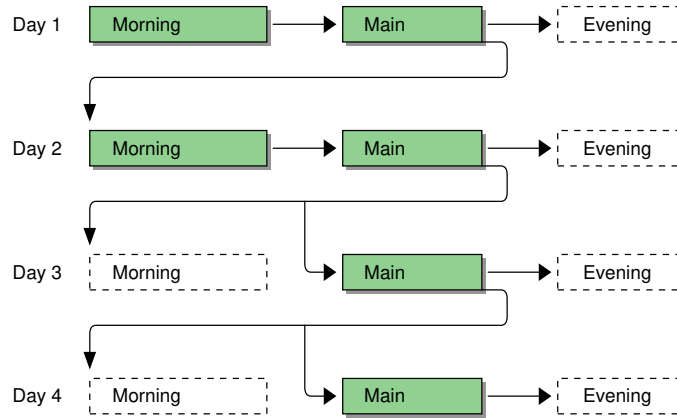 Day 1 Morning Main Evening
Day 2 Morning Main Evening
Day 3 Morning Main Evening
Day 4 Morning Main Evening